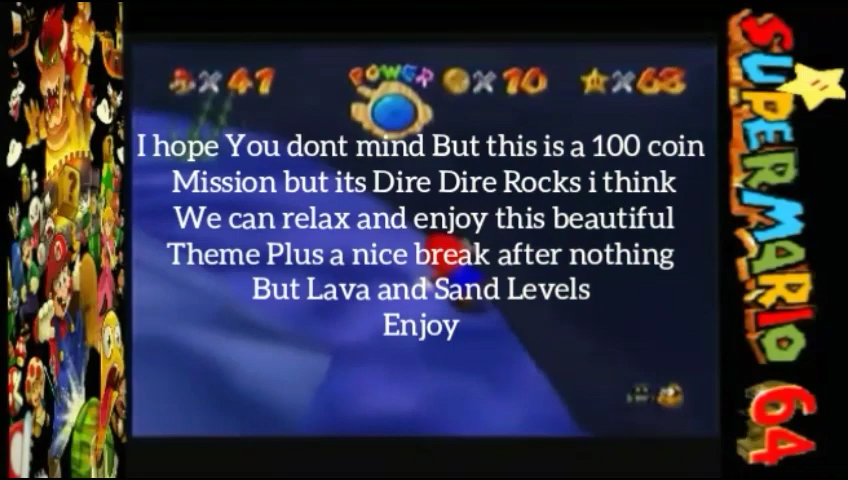 ×41
POWER
×10
×68
I hope You dont mind But this is a 100 coin
Mission but its Dire Dire Rocks i think
We can relax and enjoy this beautiful
Theme Plus a nice break after nothing
But Lava and Sand Levels
Enjoy
SUPER MARIO 64